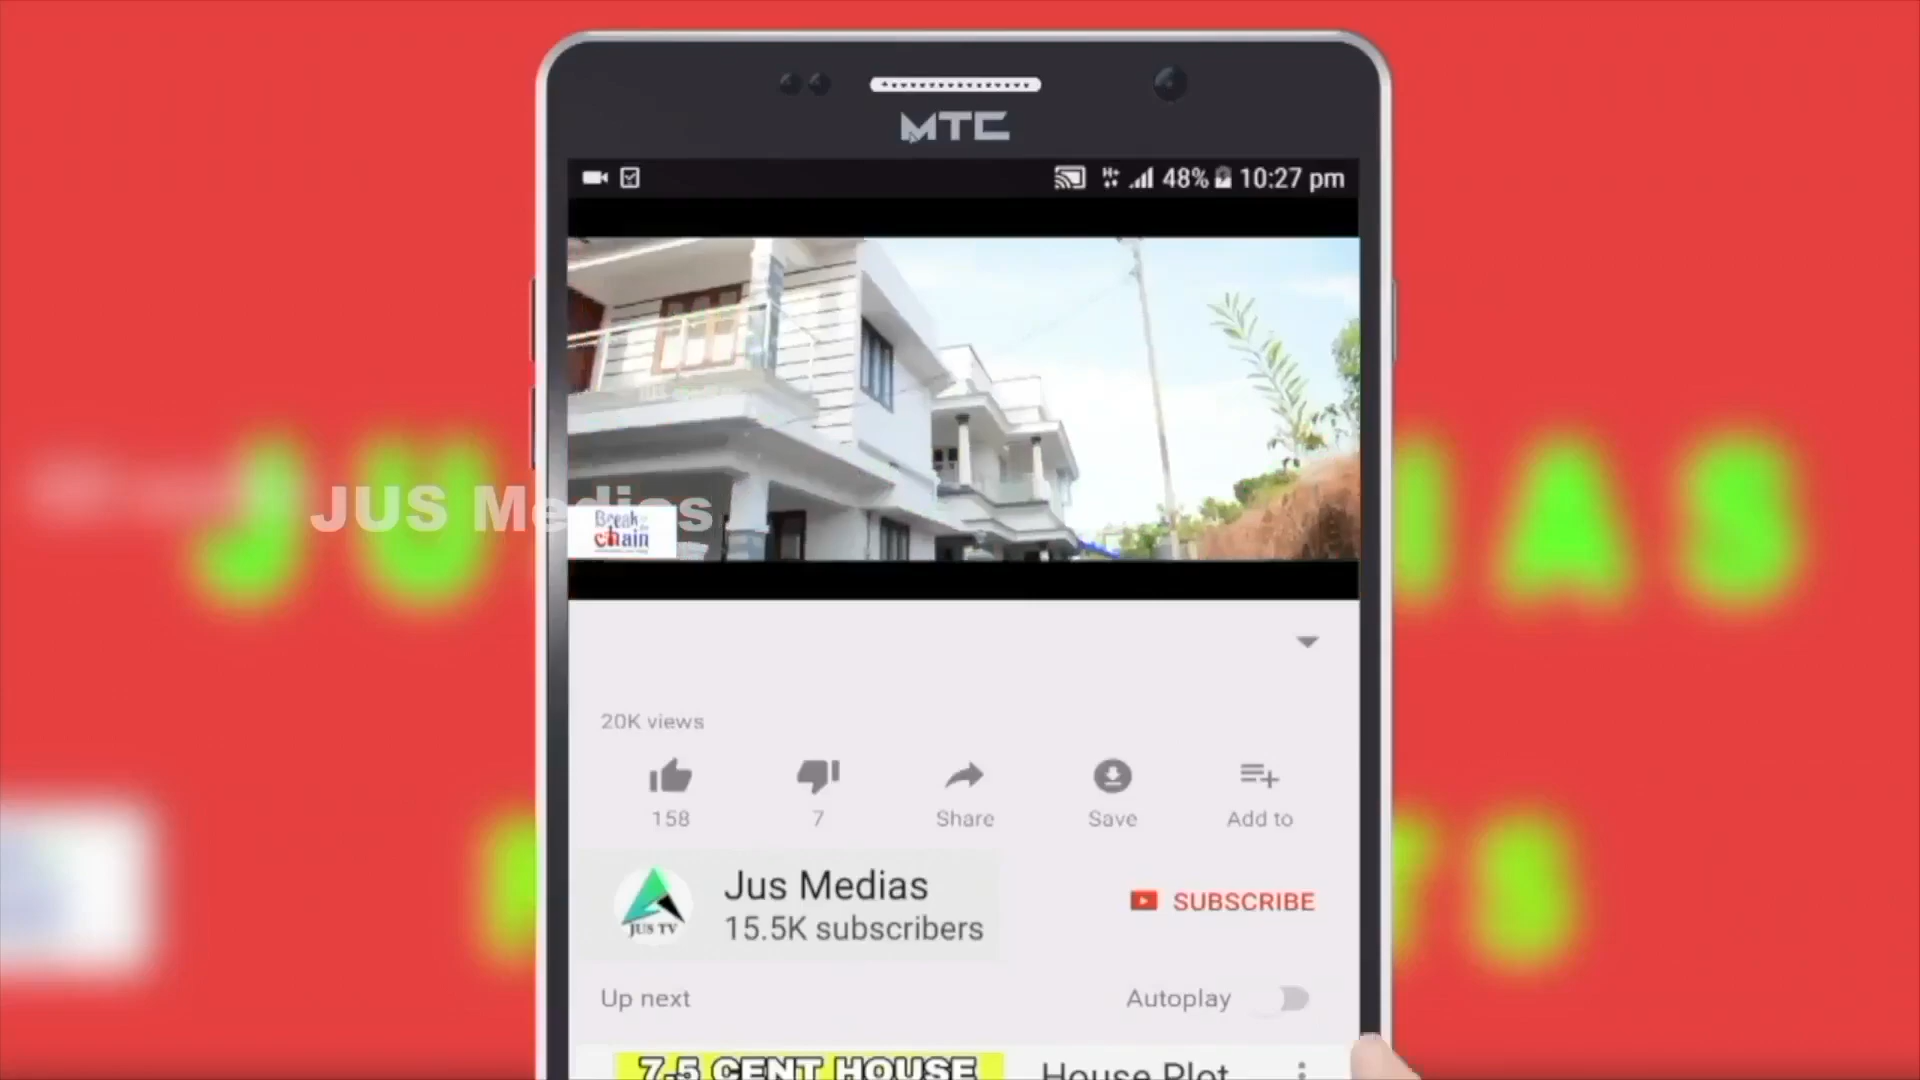 MTC
48% 10:27 pm
JUS Medias
Break
chain
20K views
158
7
Share
Save
Add to
Jus Medias
15.5K subscribers
SUBSCRIBE
JUS TV
Up next
Autoplay
7.5 CENT HOUSE
House Plot